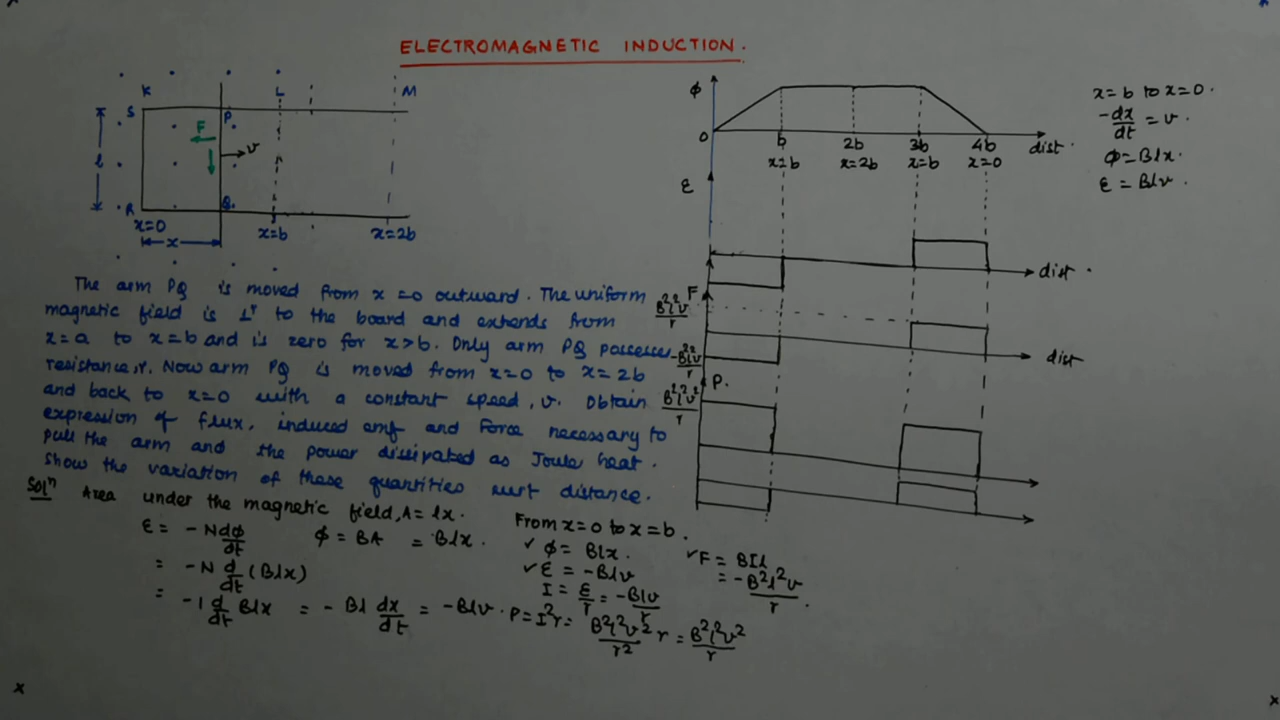 ELECTROMAGNETIC INDUCTION.
K L M
S P
F
l v
R Q
x=0 x=b x=2b
x
The arm PQ is moved from x=0 outward. The uniform
magnetic field is ⊥r to the board and extends from
x=a to x=b and is zero for x>b. Only arm PQ possesses
resistance, r. Now arm PQ is moved from x=0 to x=2b
and back to x=0 with a constant speed, v. Obtain
expression of flux, induced emf and Force necessary to
pull the arm and the power dissipated as Joule heat.
Show the variation of these quantities wrt distance.
Solⁿ Area under the magnetic field, A = lx.
ε = -N dφ/dt φ = BA = Blx.
= -N d/dt (Blx)
= -1 d/dt Blx = -Bl dx/dt = -Blv.
From x=0 to x=b.
✓ φ = Blx.
✓ ε = -Blv
I = ε/r = -Blv/r
P = I²r = B²l²v²/r² r = B²l²v²/r
✓ F = BIl
= -B²l²v/r.
φ
0 b 2b 3b 4b dist.
x=b x=2b x=b x=0
ε
dist.
F
B²l²v/r
-B²l²v/r
dist
P.
B²l²v²/r
x=b to x=0.
-dx/dt = v.
φ = Blx.
ε = Blv.